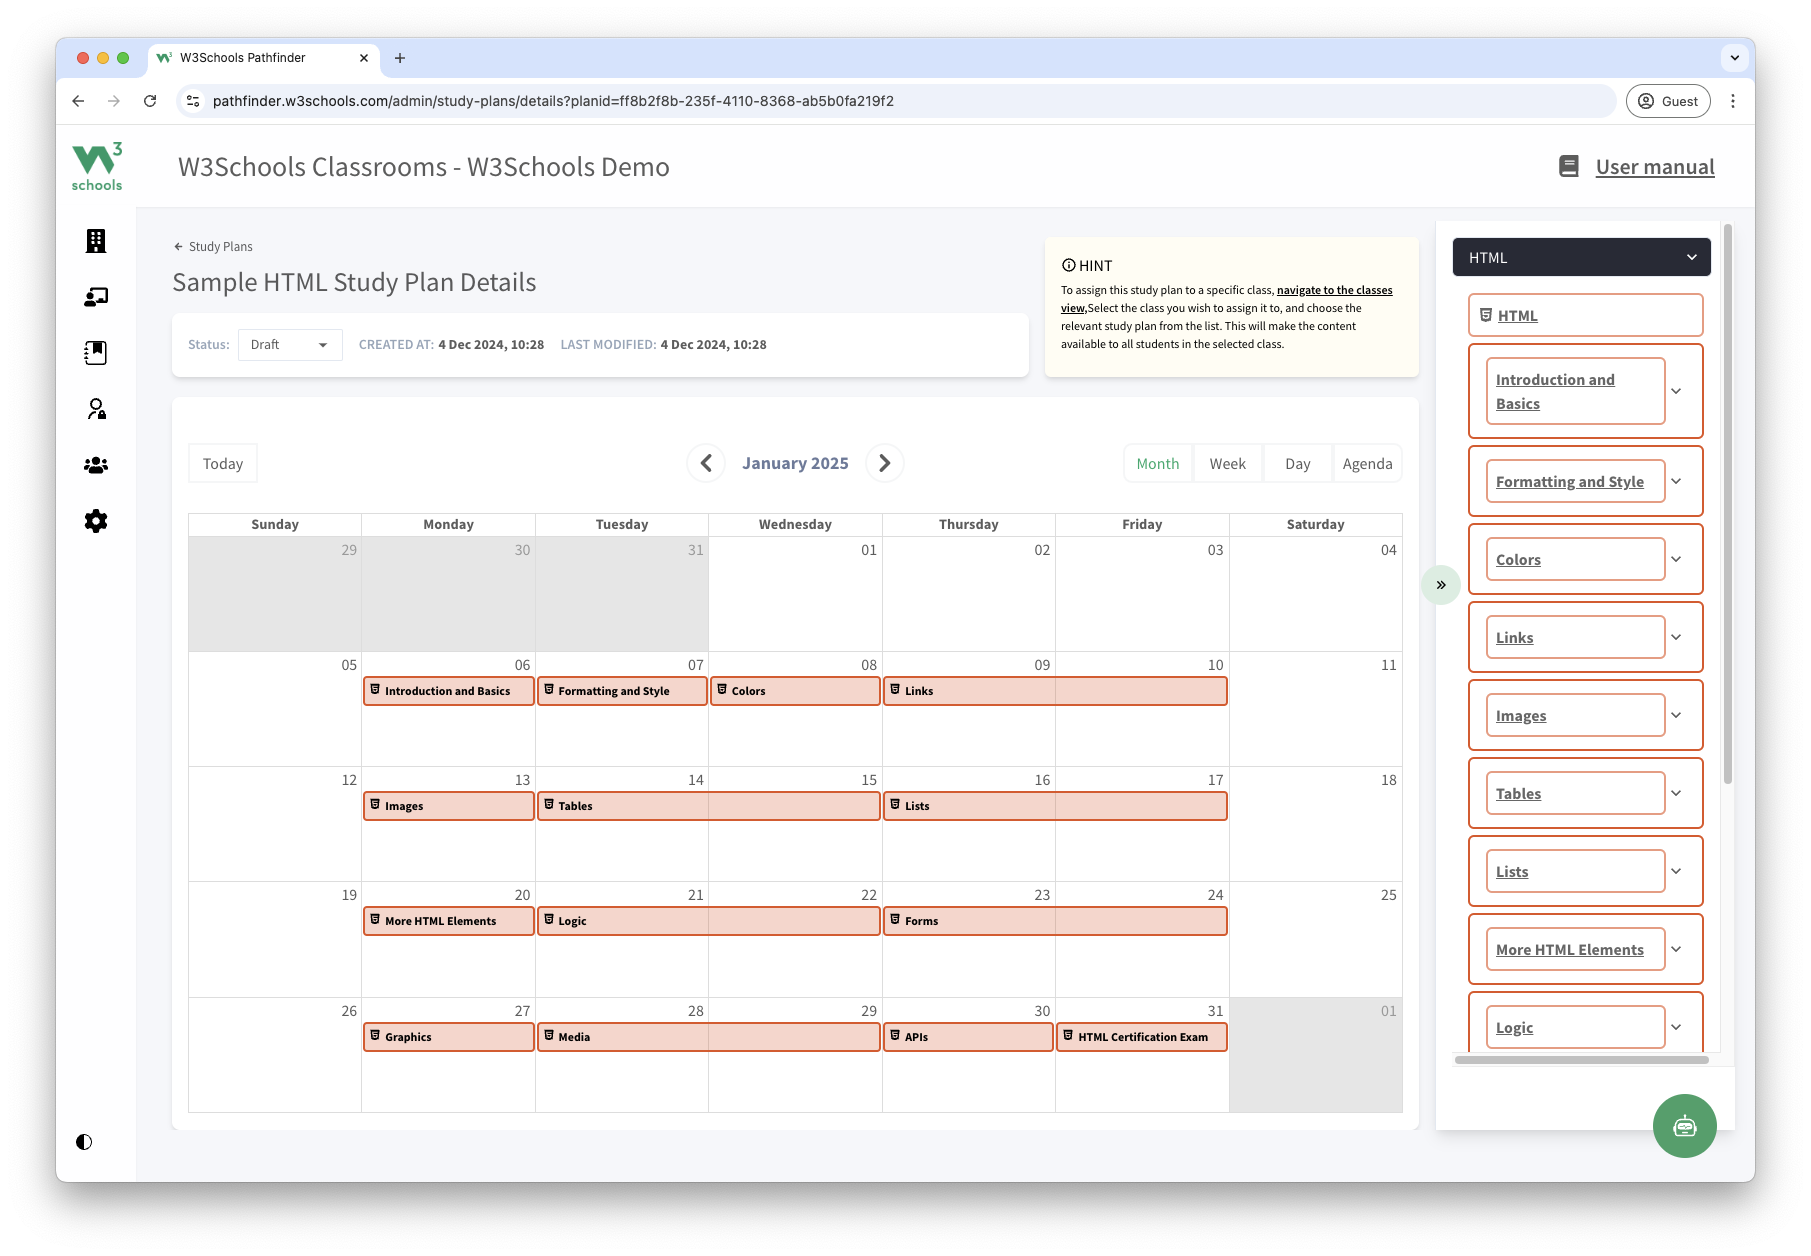 W3Schools Pathfinder
pathfinder.w3schools.com/admin/study-plans/details?planid=ff8b2f8b-235f-4110-8368-ab5b0fa219f2
Guest
W3
schools
W3Schools Classrooms - W3Schools Demo
User manual
Study Plans
Sample HTML Study Plan Details
Status: Draft CREATED AT: 4 Dec 2024, 10:28 LAST MODIFIED: 4 Dec 2024, 10:28
HINT
To assign this study plan to a specific class, navigate to the classes
view,Select the class you wish to assign it to, and choose the
relevant study plan from the list. This will make the content
available to all students in the selected class.
Today
January 2025
Month Week Day Agenda
Sunday Monday Tuesday Wednesday Thursday Friday Saturday
29 30 31 01 02 03 04
05 06 07 08 09 10 11
Introduction and Basics Formatting and Style Colors Links
12 13 14 15 16 17 18
Images Tables Lists
19 20 21 22 23 24 25
More HTML Elements Logic Forms
26 27 28 29 30 31 01
Graphics Media APIs HTML Certification Exam
HTML
HTML
Introduction and
Basics
Formatting and Style
Colors
Links
Images
Tables
Lists
More HTML Elements
Logic